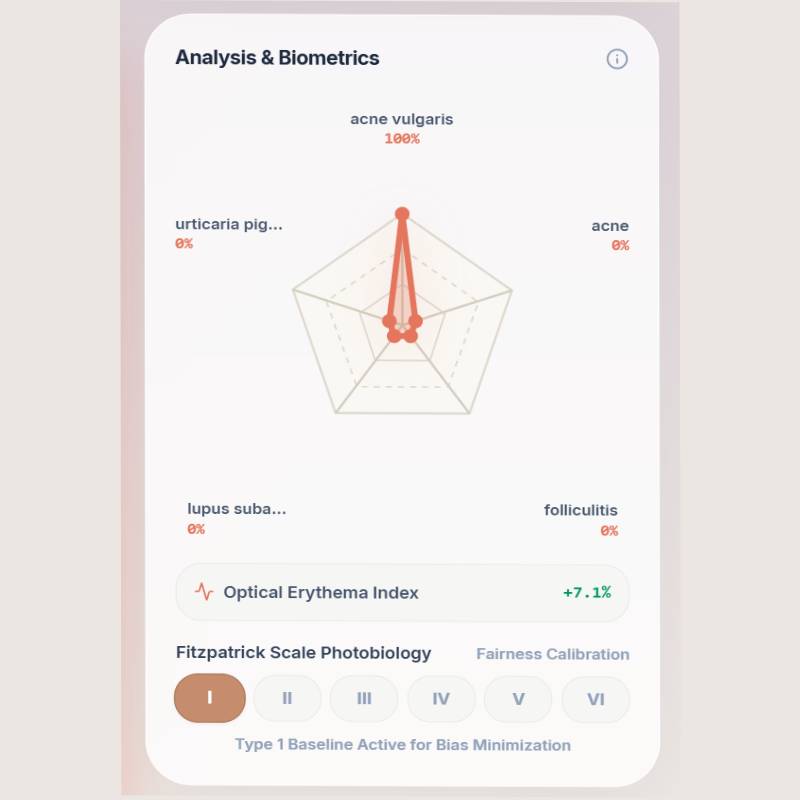 Analysis & Biometrics
acne vulgaris
100%
urticaria pig...
0%
acne
0%
lupus suba...
0%
folliculitis
0%
Optical Erythema Index
+7.1%
Fitzpatrick Scale Photobiology
Fairness Calibration
I
II
III
IV
V
VI
Type 1 Baseline Active for Bias Minimization